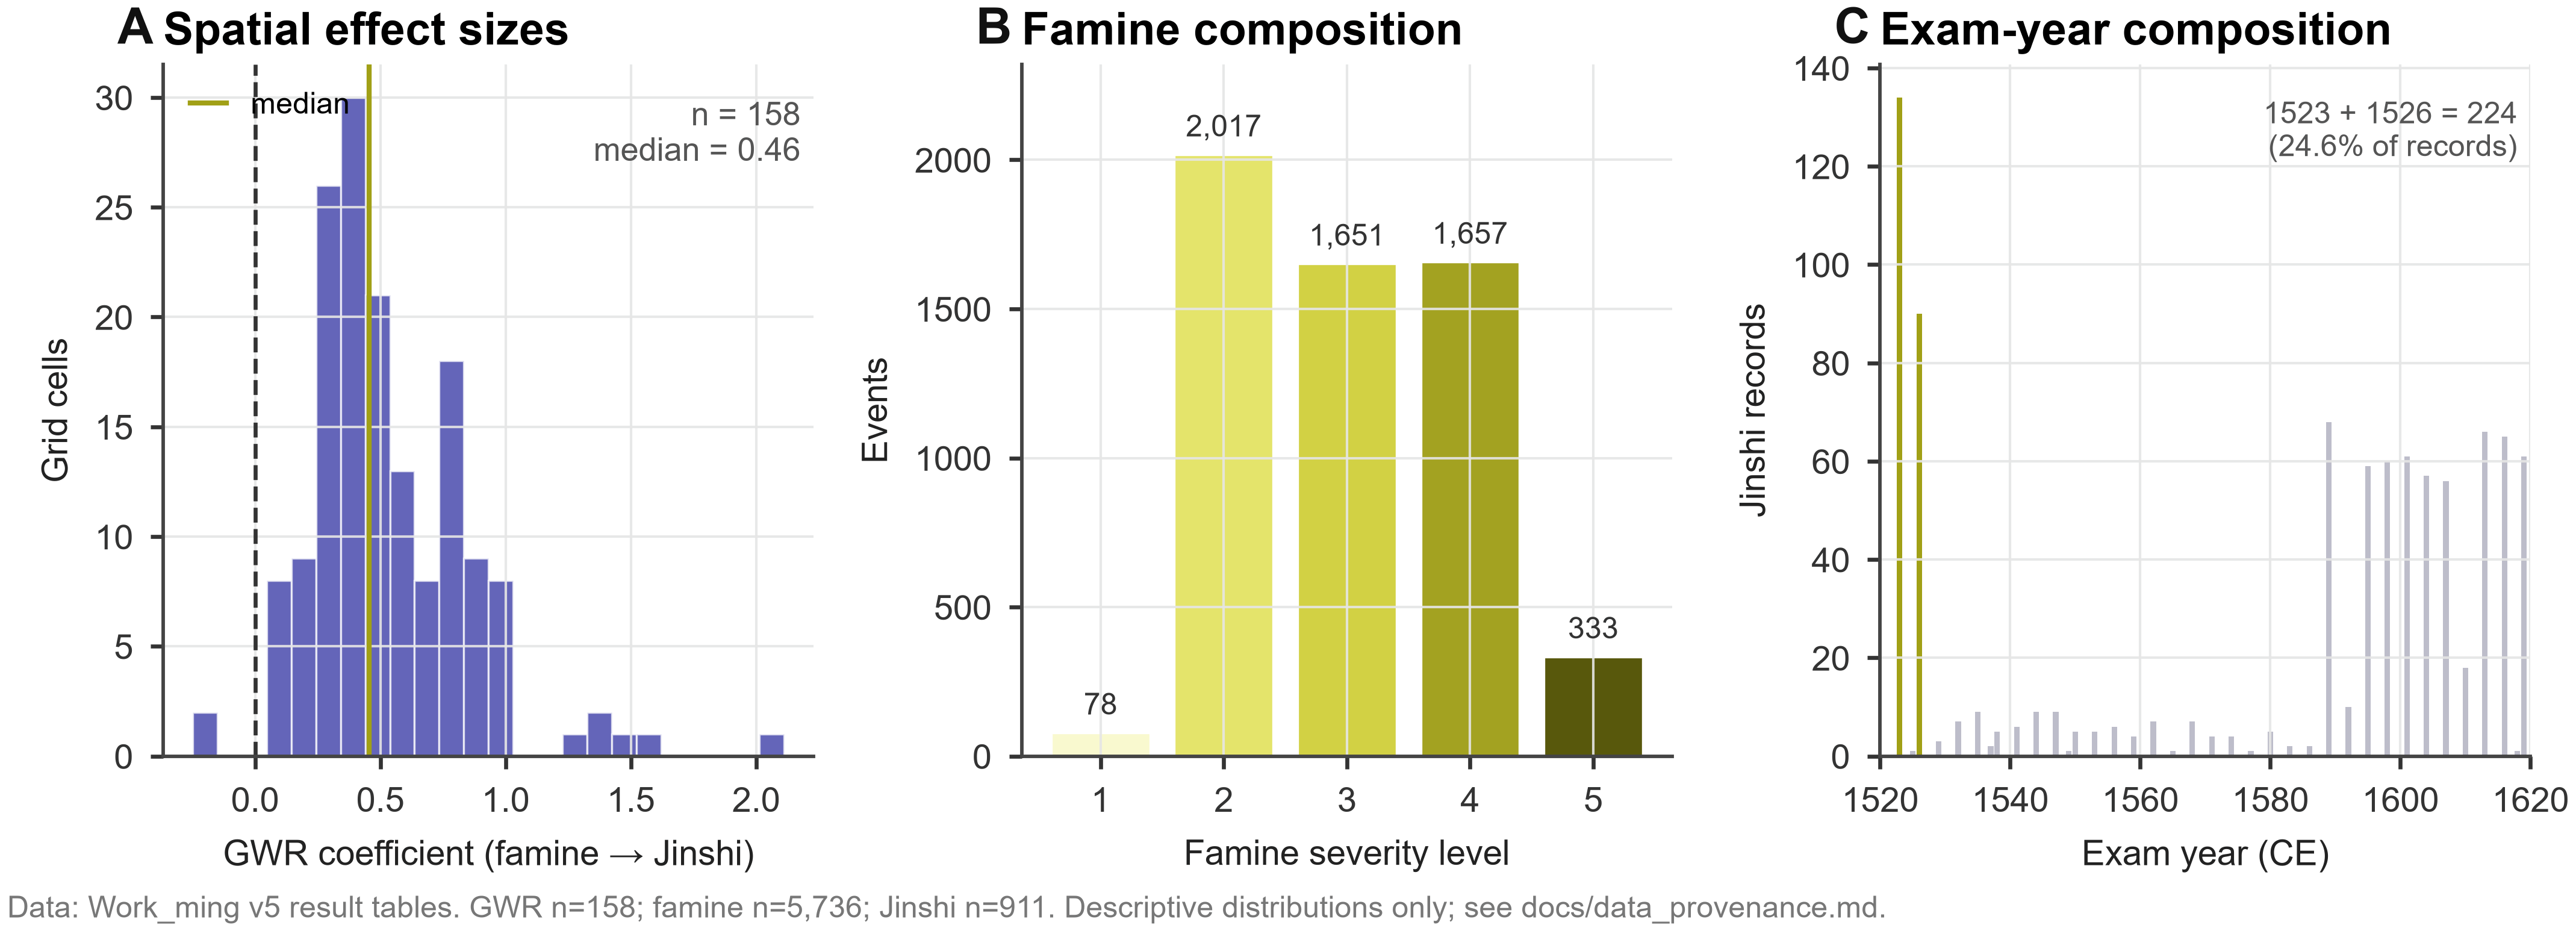 A Spatial effect sizes
median
n = 158
median = 0.46
30
25
20
15
10
5
0
Grid cells
0.0 0.5 1.0 1.5 2.0
GWR coefficient (famine → Jinshi)
B Famine composition
2000
1500
1000
500
0
Events
78
2,017
1,651
1,657
333
1 2 3 4 5
Famine severity level
C Exam-year composition
1523 + 1526 = 224
(24.6% of records)
140
120
100
80
60
40
20
0
Jinshi records
1520 1540 1560 1580 1600 1620
Exam year (CE)
Data: Work_ming v5 result tables. GWR n=158; famine n=5,736; Jinshi n=911. Descriptive distributions only; see docs/data_provenance.md.